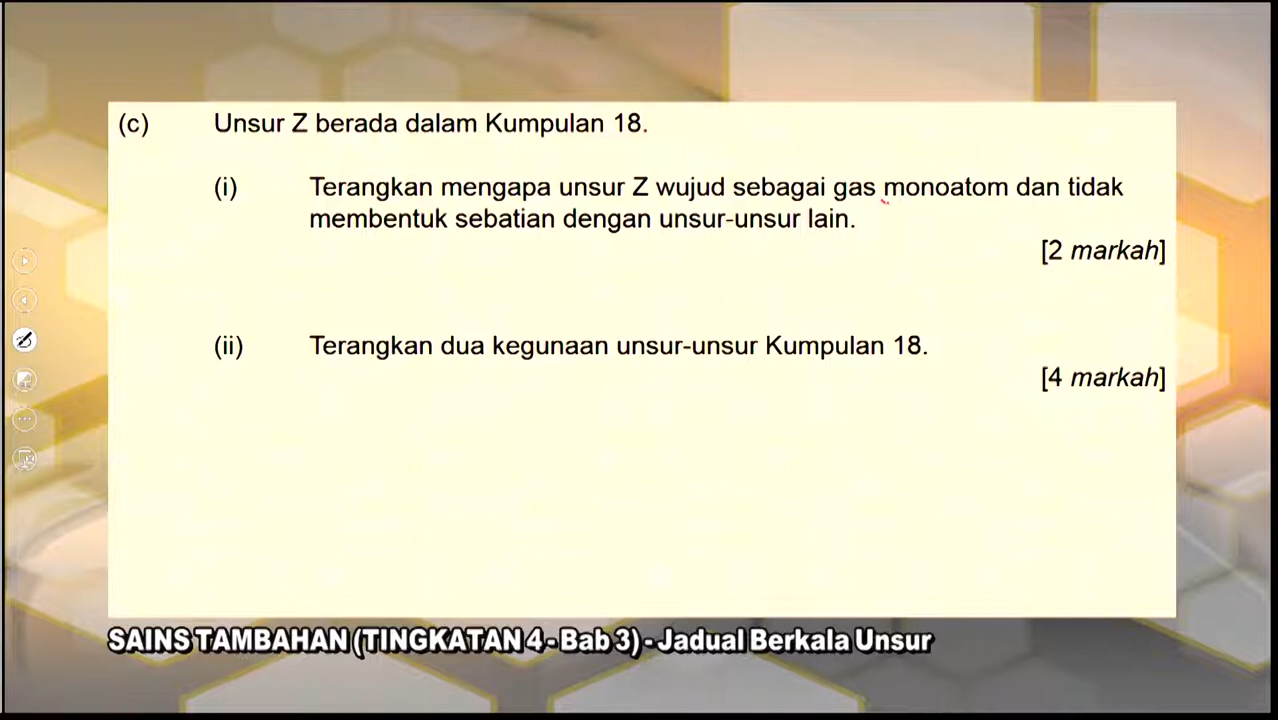 (c) Unsur Z berada dalam Kumpulan 18.
(i) Terangkan mengapa unsur Z wujud sebagai gas monoatom dan tidak
membentuk sebatian dengan unsur-unsur lain.
[2 markah]
(ii) Terangkan dua kegunaan unsur-unsur Kumpulan 18.
[4 markah]
SAINS TAMBAHAN (TINGKATAN 4 - Bab 3) - Jadual Berkala Unsur